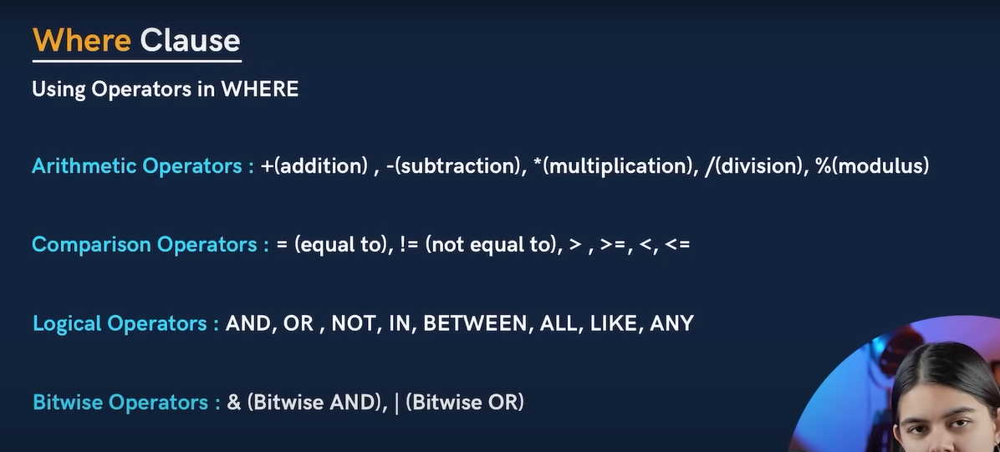 Where Clause
Using Operators in WHERE
Arithmetic Operators : +(addition) , -(subtraction), *(multiplication), /(division), %(modulus)
Comparison Operators : = (equal to), != (not equal to), > , >=, <, <=
Logical Operators : AND, OR , NOT, IN, BETWEEN, ALL, LIKE, ANY
Bitwise Operators : & (Bitwise AND), | (Bitwise OR)